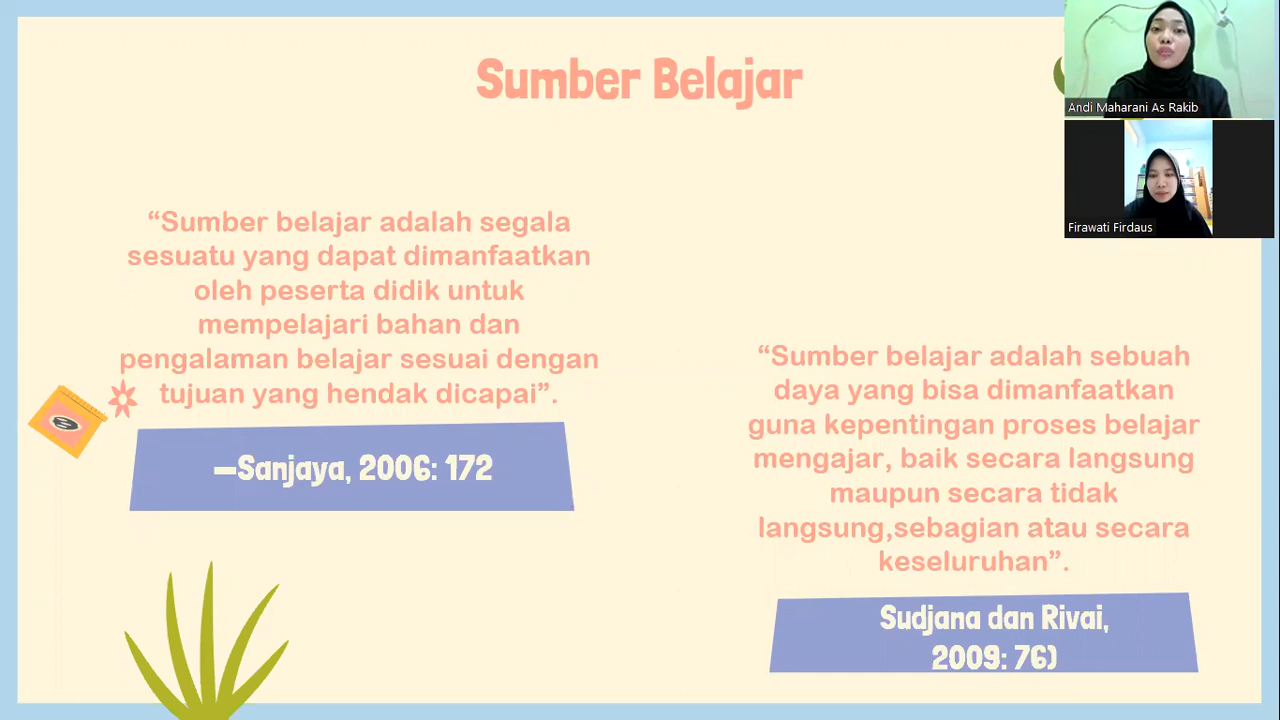 Sumber Belajar
“Sumber belajar adalah segala
sesuatu yang dapat dimanfaatkan
oleh peserta didik untuk
mempelajari bahan dan
pengalaman belajar sesuai dengan
tujuan yang hendak dicapai”.
—Sanjaya, 2006: 172
“Sumber belajar adalah sebuah
daya yang bisa dimanfaatkan
guna kepentingan proses belajar
mengajar, baik secara langsung
maupun secara tidak
langsung,sebagian atau secara
keseluruhan”.
Sudjana dan Rivai,
2009: 76)
Andi Maharani As Rakib
Firawati Firdaus